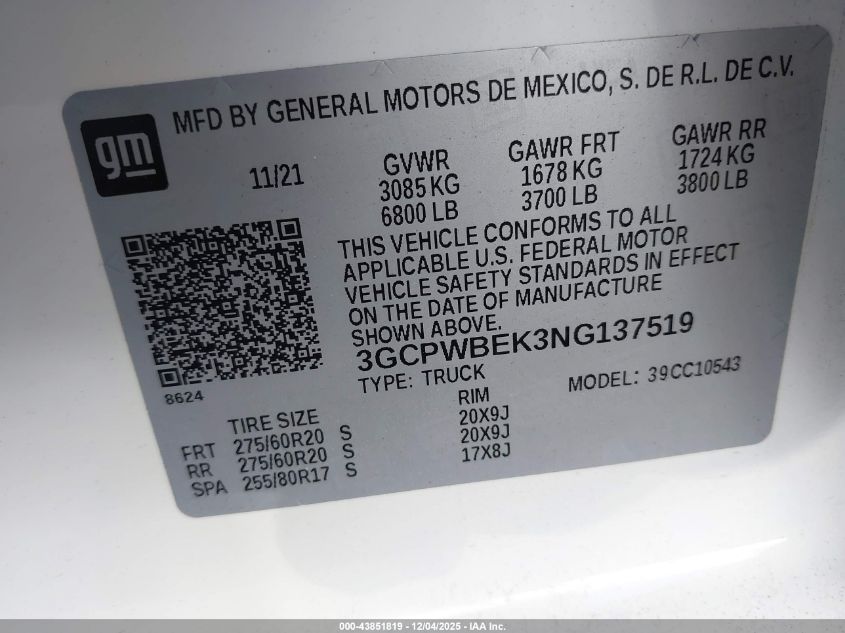 gm
MFD BY GENERAL MOTORS DE MEXICO, S. DE R.L. DE C.V.
11/21
GVWR
3085 KG
6800 LB
GAWR FRT
1678 KG
3700 LB
GAWR RR
1724 KG
3800 LB
THIS VEHICLE CONFORMS TO ALL
APPLICABLE U.S. FEDERAL MOTOR
VEHICLE SAFETY STANDARDS IN EFFECT
ON THE DATE OF MANUFACTURE
SHOWN ABOVE.
3GCPWBEK3NG137519
TYPE: TRUCK
MODEL: 39CC10543
8624
TIRE SIZE RIM
FRT 275/60R20 S 20X9J
RR 275/60R20 S 20X9J
SPA 255/80R17 S 17X8J
000-43851819 - 12/04/2025 - IAA Inc.